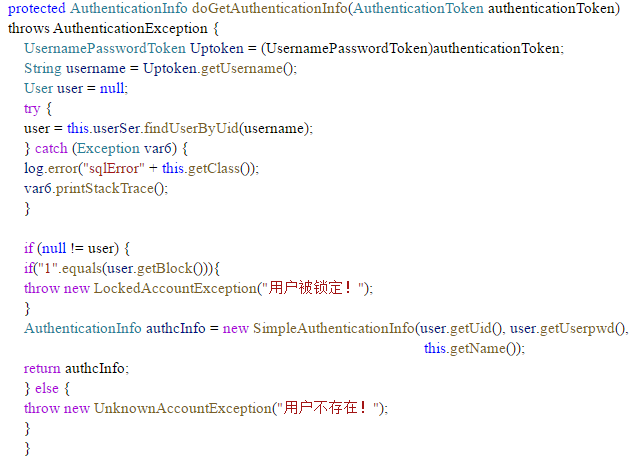 protected AuthenticationInfo doGetAuthenticationInfo(AuthenticationToken authenticationToken)
throws AuthenticationException {
UsernamePasswordToken Uptoken = (UsernamePasswordToken)authenticationToken;
String username = Uptoken.getUsername();
User user = null;
try {
user = this.userSer.findUserByUid(username);
} catch (Exception var6) {
log.error("sqlError" + this.getClass());
var6.printStackTrace();
}
if (null != user) {
if("1".equals(user.getBlock())){
throw new LockedAccountException("用户被锁定！");
}
AuthenticationInfo authcInfo = new SimpleAuthenticationInfo(user.getUid(), user.getUserpwd(),
this.getName());
return authcInfo;
} else {
throw new UnknownAccountException("用户不存在！");
}
}